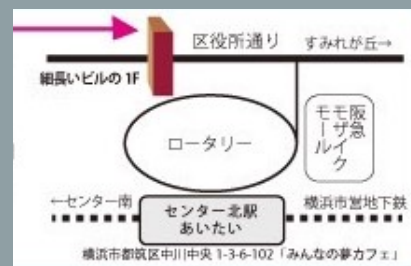 区役所通り
すみれが丘→
細長いビルの 1F
ロータリー
阪急
モザイク
モール
←センター南
横浜市営地下鉄
センター北駅
あいたい
横浜市都筑区中川中央 1-3-6-102「みんなの夢カフェ」